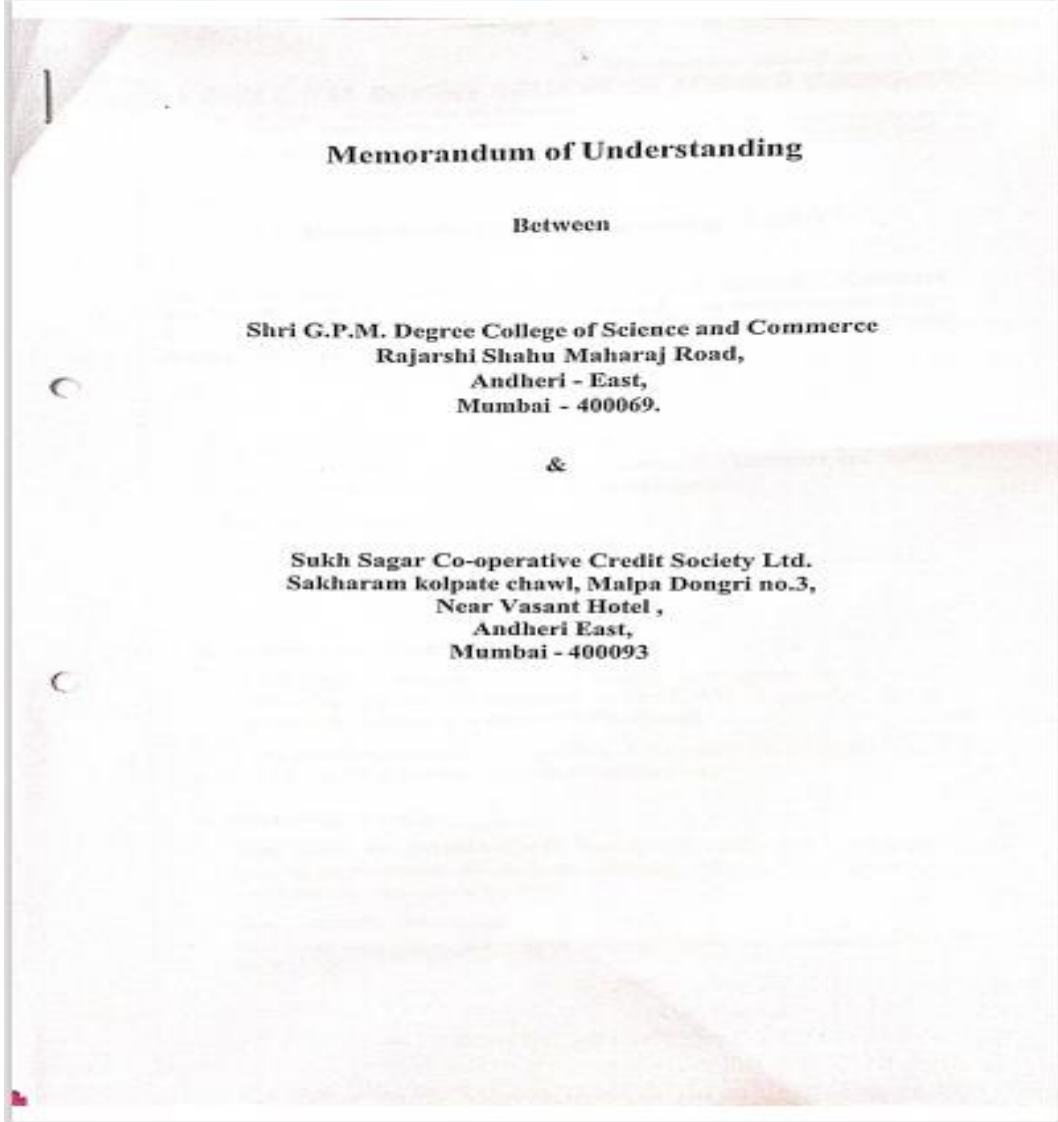 Memorandum of Understanding
Between
Shri G.P.M. Degree College of Science and Commerce
Rajarshi Shahu Maharaj Road,
Andheri - East,
Mumbai - 400069.
&
Sukh Sagar Co-operative Credit Society Ltd.
Sakharam kolpate chawl, Malpa Dongri no.3,
Near Vasant Hotel ,
Andheri East,
Mumbai - 400093